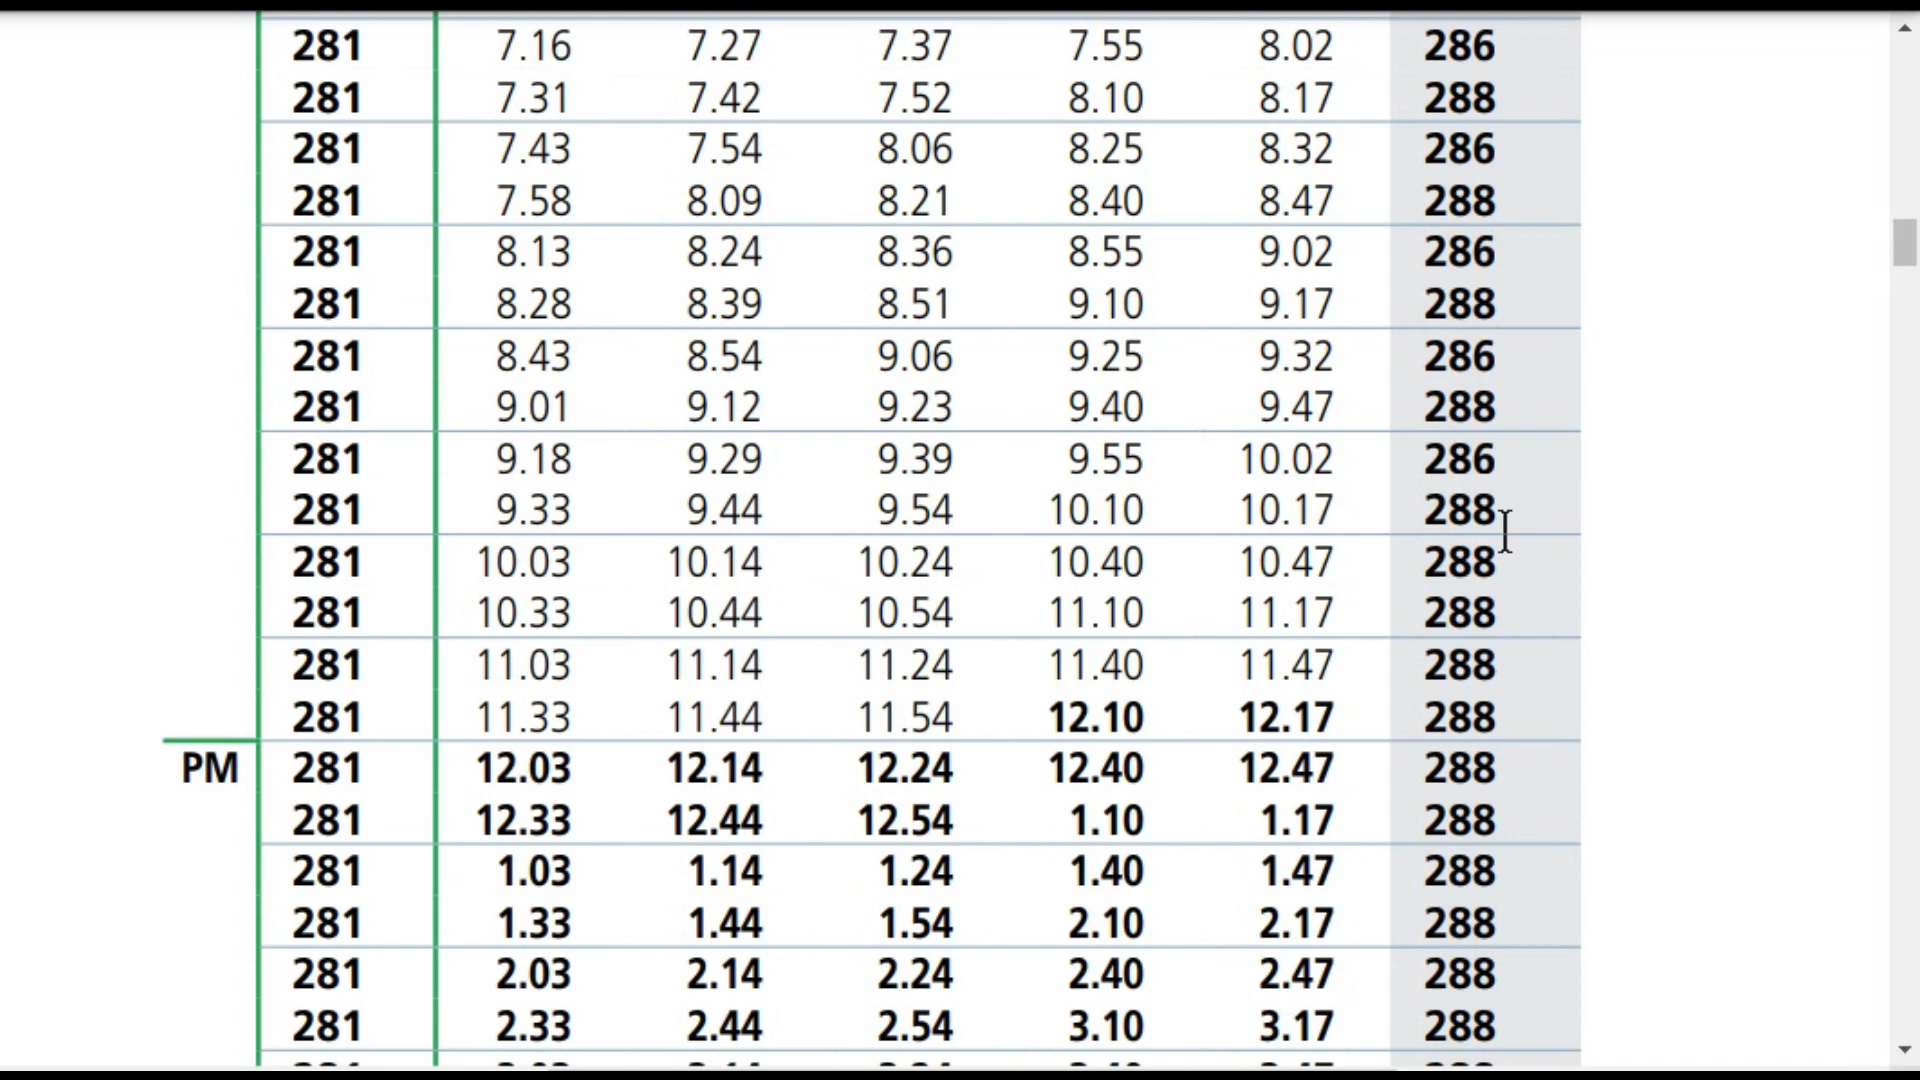 281 7.16 7.27 7.37 7.55 8.02 286
281 7.31 7.42 7.52 8.10 8.17 288
281 7.43 7.54 8.06 8.25 8.32 286
281 7.58 8.09 8.21 8.40 8.47 288
281 8.13 8.24 8.36 8.55 9.02 286
281 8.28 8.39 8.51 9.10 9.17 288
281 8.43 8.54 9.06 9.25 9.32 286
281 9.01 9.12 9.23 9.40 9.47 288
281 9.18 9.29 9.39 9.55 10.02 286
281 9.33 9.44 9.54 10.10 10.17 288
281 10.03 10.14 10.24 10.40 10.47 288
281 10.33 10.44 10.54 11.10 11.17 288
281 11.03 11.14 11.24 11.40 11.47 288
281 11.33 11.44 11.54 12.10 12.17 288
PM 281 12.03 12.14 12.24 12.40 12.47 288
281 12.33 12.44 12.54 1.10 1.17 288
281 1.03 1.14 1.24 1.40 1.47 288
281 1.33 1.44 1.54 2.10 2.17 288
281 2.03 2.14 2.24 2.40 2.47 288
281 2.33 2.44 2.54 3.10 3.17 288